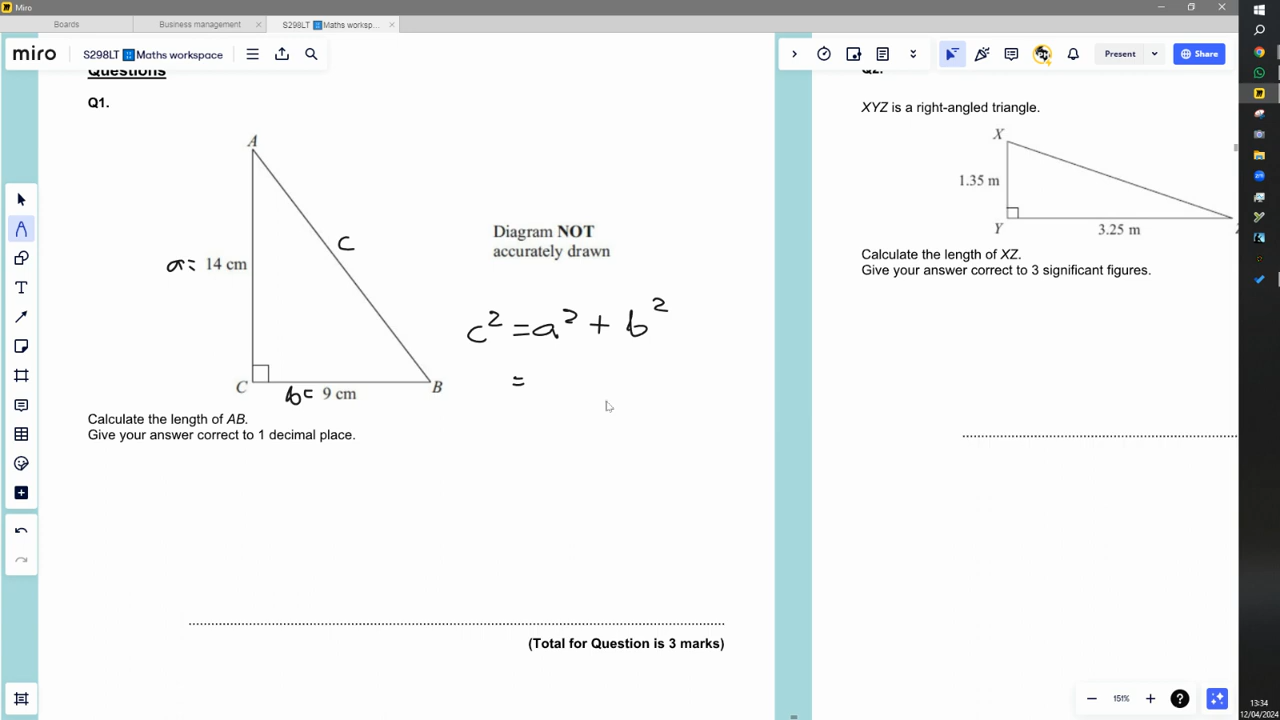 Miro
Boards
Business management
S298LT Maths worksp...
miro
S298LT Maths workspace
Present
Share
Questions
Q1.
A
a= 14 cm
c
C
b= 9 cm
B
Diagram NOT
accurately drawn
c² = a² + b²
=
Calculate the length of AB.
Give your answer correct to 1 decimal place.
(Total for Question is 3 marks)
Q2.
XYZ is a right-angled triangle.
X
1.35 m
Y
3.25 m
Calculate the length of XZ.
Give your answer correct to 3 significant figures.
151%
13:34
12/04/2024